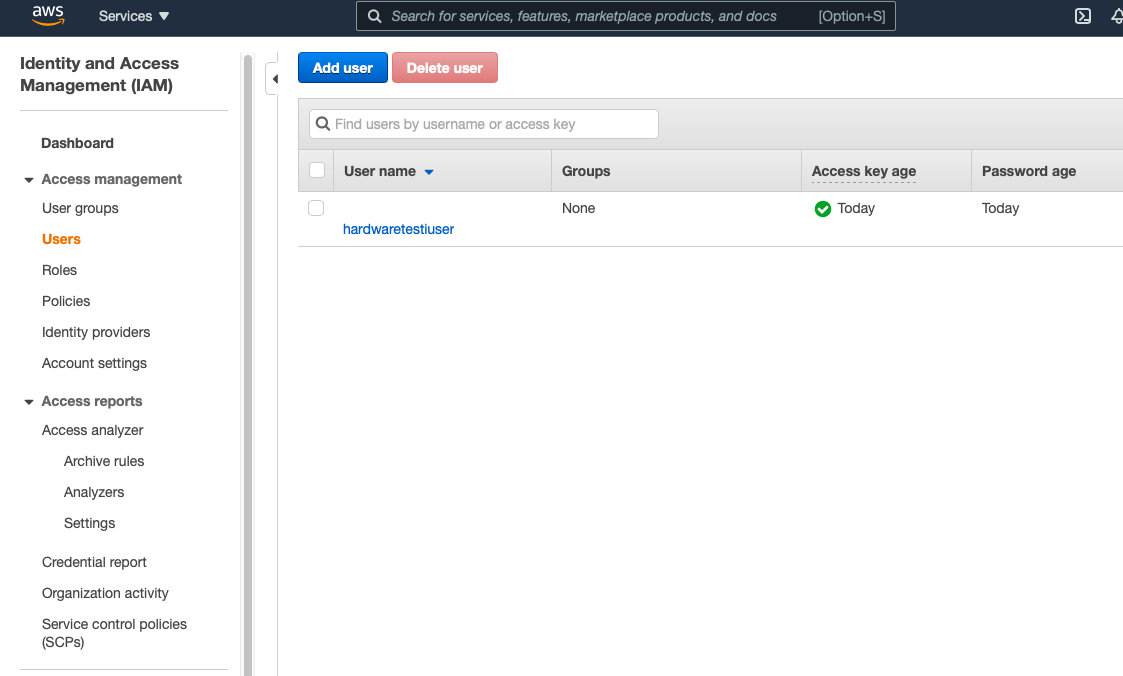 aws
Services ▼
Search for services, features, marketplace products, and docs [Option+S]
Identity and Access
Management (IAM)
Dashboard
Access management
User groups
Users
Roles
Policies
Identity providers
Account settings
Access reports
Access analyzer
Archive rules
Analyzers
Settings
Credential report
Organization activity
Service control policies
(SCPs)
Add user Delete user
Find users by username or access key
User name Groups Access key age Password age
None Today Today
hardwaretestiuser